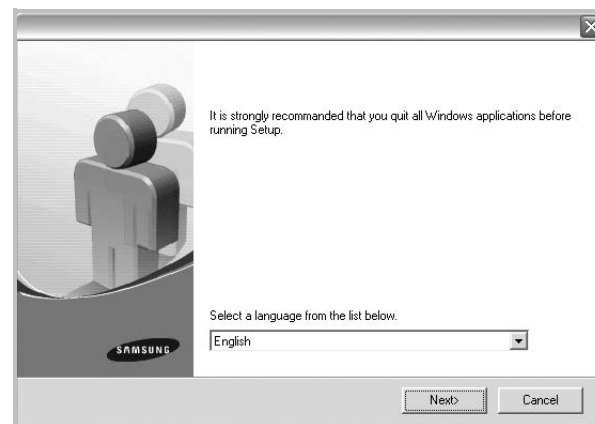 It is strongly recommanded that you quit all Windows applications before
running Setup.
Select a language from the list below.
English
SAMSUNG
Next>
Cancel